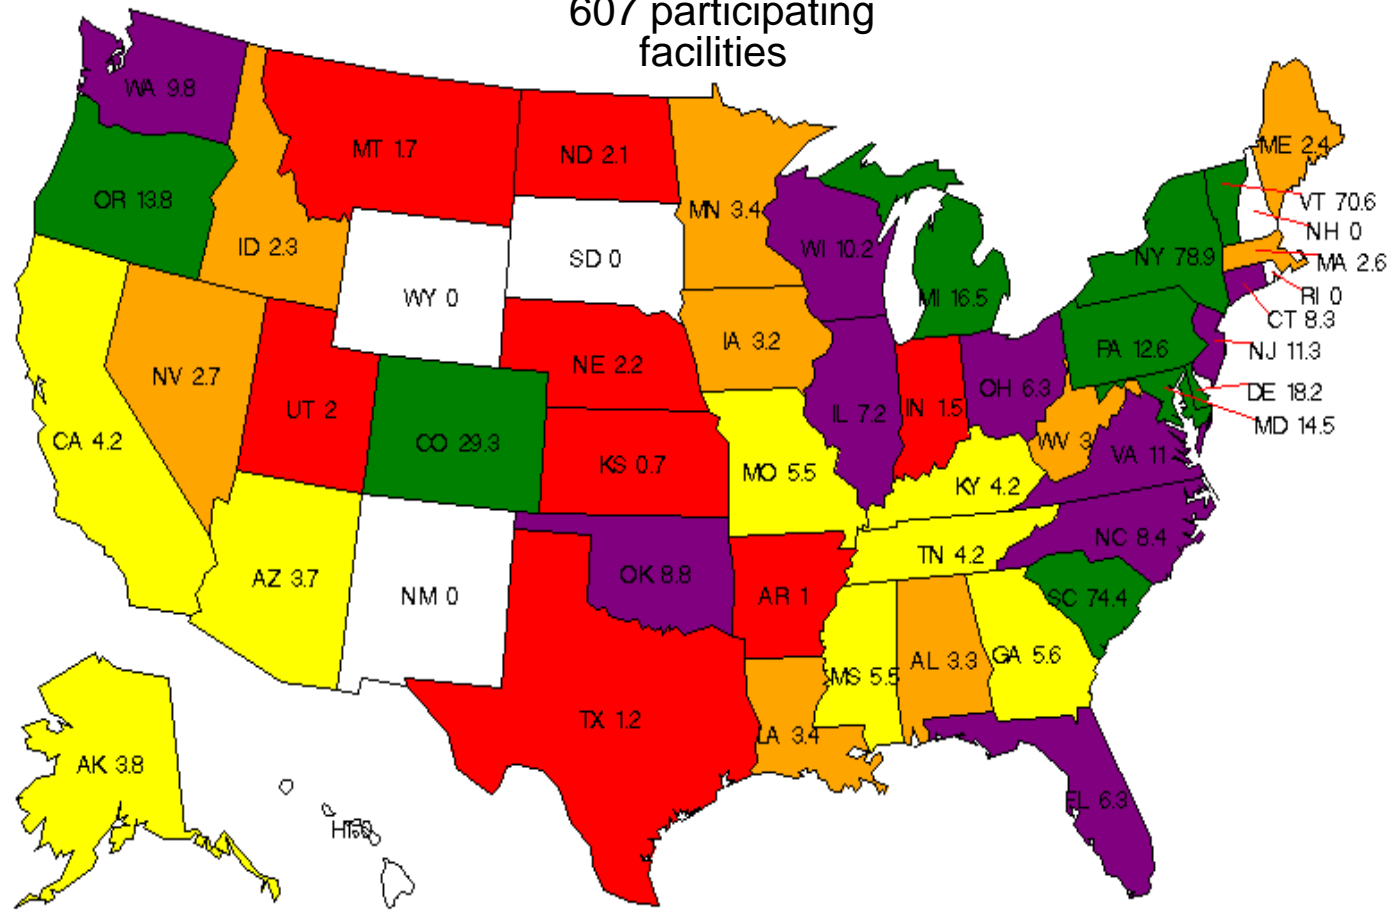 607 participating
facilities
WA 9.8
MT 1.7
ND 2.1
MN 3.4
ME 2.4
OR 13.8
ID 2.3
WY 0
SD 0
WI 10.2
MI 16.5
NY 78.9
VT 70.6
NH 0
MA 2.6
RI 0
CT 8.3
NJ 11.3
DE 18.2
MD 14.5
NV 2.7
UT 2
CO 29.3
NE 2.2
IA 3.2
IL 7.2
IN 1.5
OH 6.3
PA 12.6
WV 3
VA 11
CA 4.2
KS 0.7
MO 5.5
KY 4.2
AZ 3.7
NM 0
OK 8.8
AR 1
TN 4.2
NC 8.4
SC 74.4
TX 1.2
LA 3.4
MS 5.5
AL 3.3
GA 5.6
AK 3.8
FL 6.3